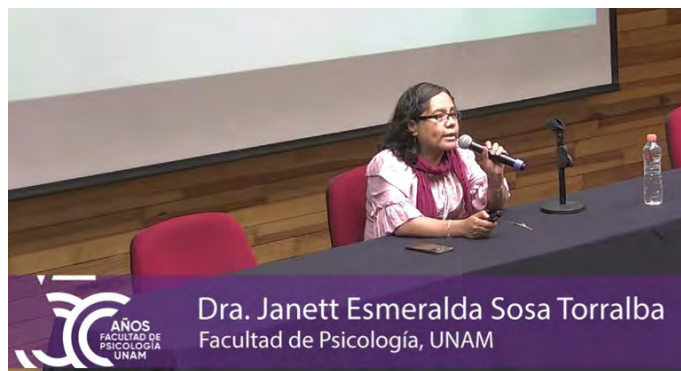 AÑOS
FACULTAD DE
PSICOLOGÍA
UNAM
Dra. Janett Esmeralda Sosa Torralba
Facultad de Psicología, UNAM